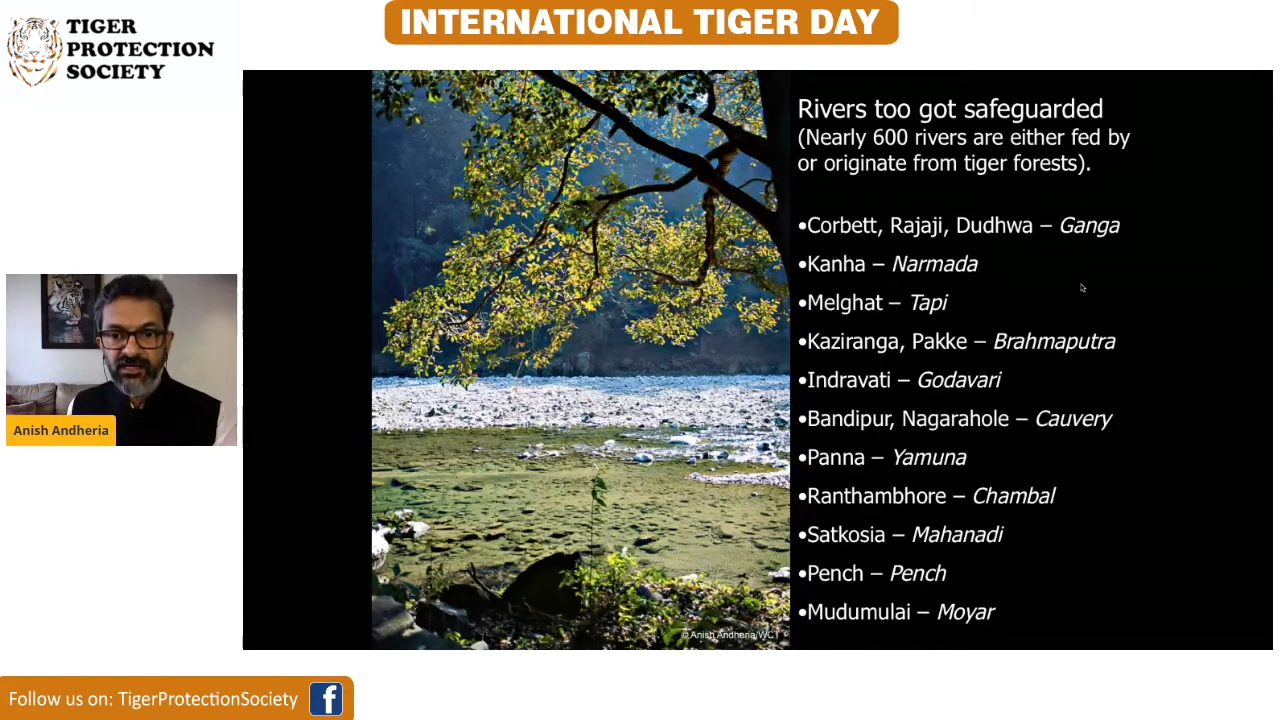 TIGER
PROTECTION
SOCIETY
INTERNATIONAL TIGER DAY
Rivers too got safeguarded
(Nearly 600 rivers are either fed by
or originate from tiger forests).
•Corbett, Rajaji, Dudhwa – Ganga
•Kanha – Narmada
•Melghat – Tapi
•Kaziranga, Pakke – Brahmaputra
•Indravati – Godavari
•Bandipur, Nagarahole – Cauvery
•Panna – Yamuna
•Ranthambhore – Chambal
•Satkosia – Mahanadi
•Pench – Pench
•Mudumulai – Moyar
© Anish Andheria/WCT
Anish Andheria
Follow us on: TigerProtectionSociety f